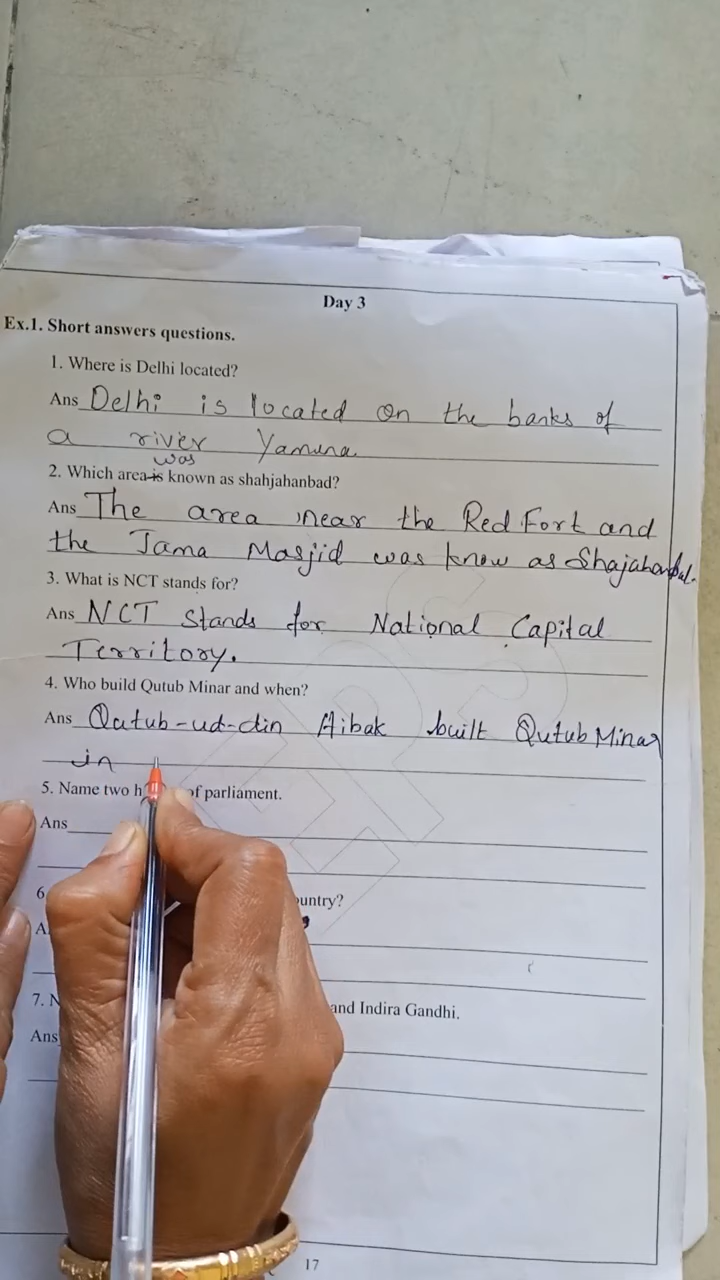 Day 3
Ex.1. Short answers questions.
1. Where is Delhi located?
Ans Delhi is located on the banks of
a river Yamuna
was
2. Which area is known as shahjahanbad?
Ans The area near the Red Fort and
the Jama Masjid was know as
3. What is NCT stands for?
Ans NCT stands for National Capital
Territory.
4. Who build Qutub Minar and when?
Ans Qutub-ud-din Aibak built Qutub Minar
in
5. Name two of parliament.
Ans
6 ountry?
A
7. N and Indira Gandhi.
Ans
17